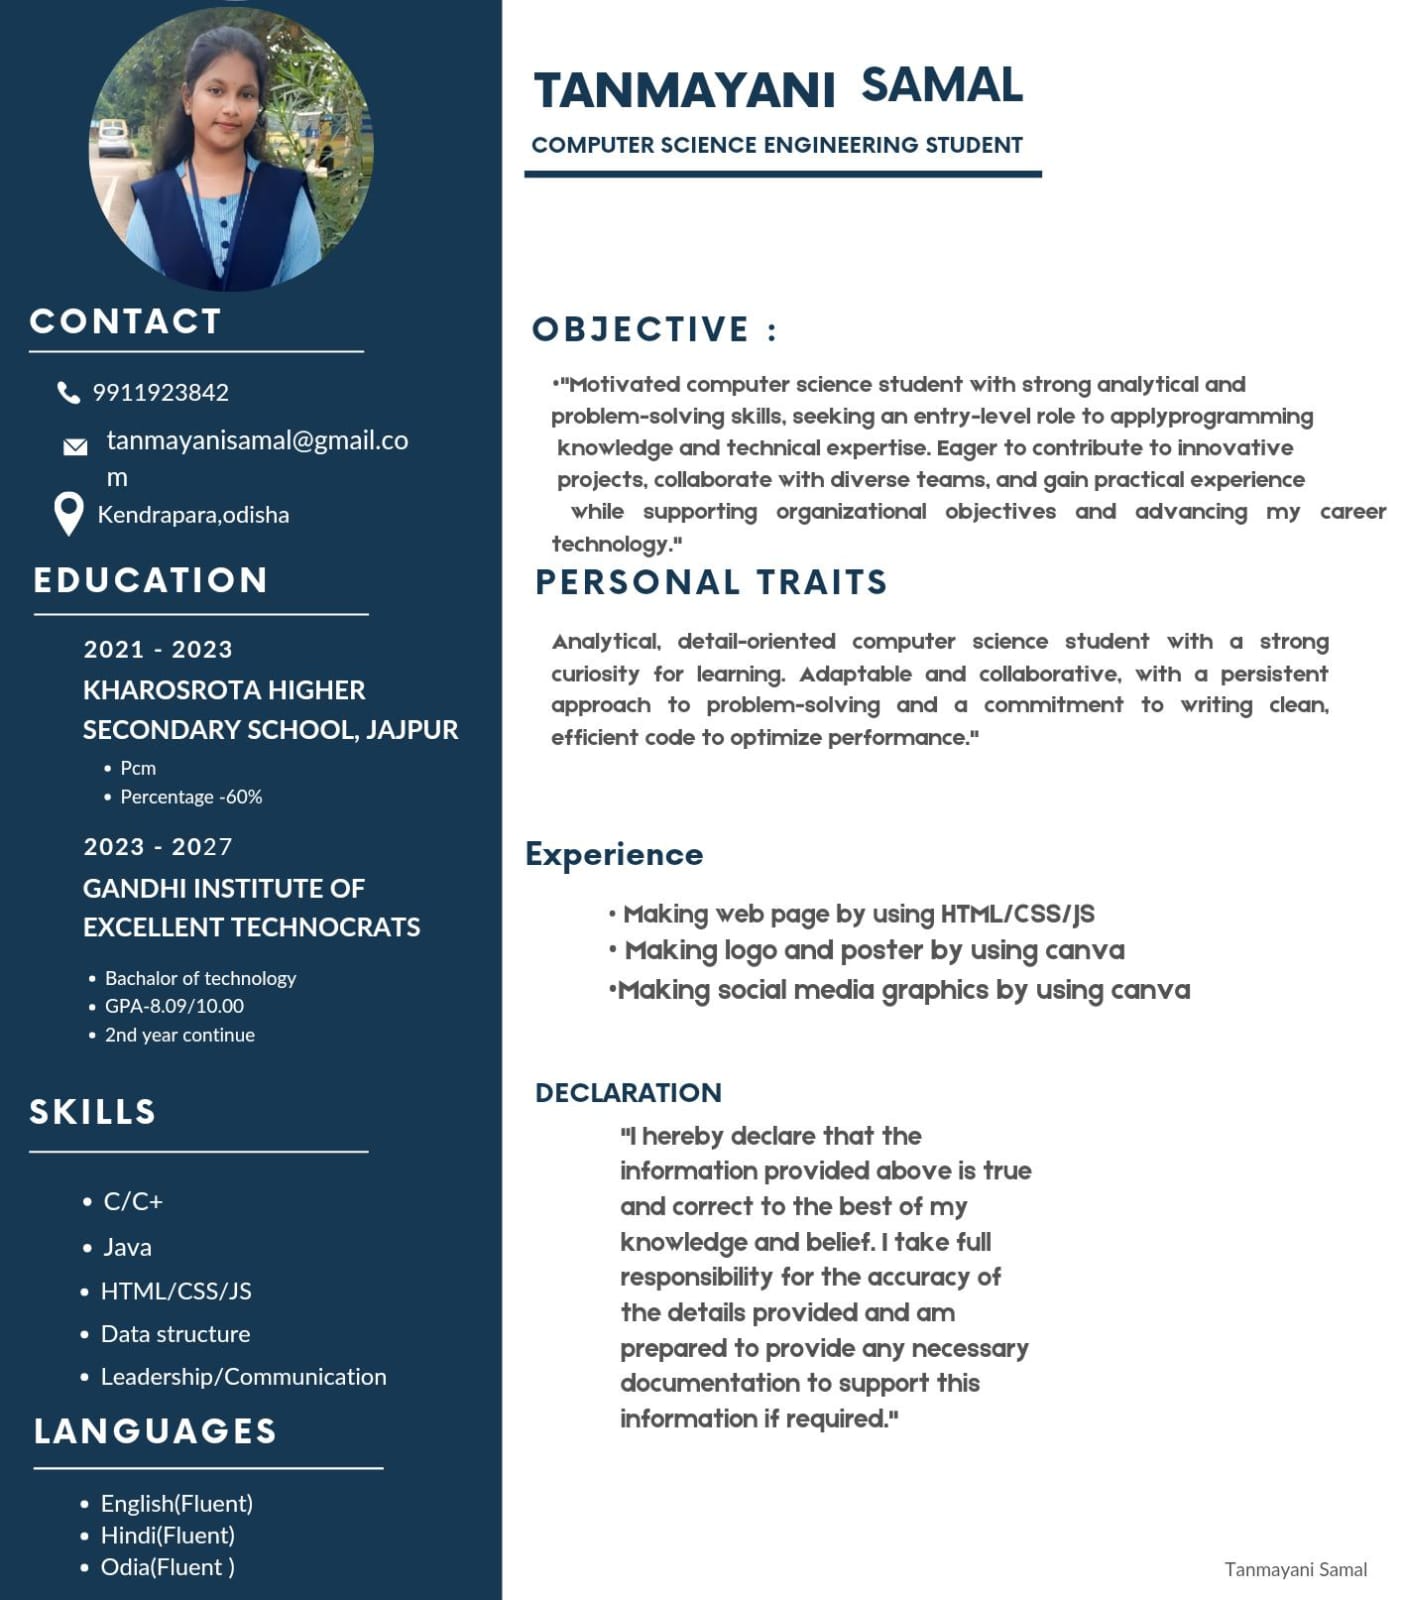 TANMAYANI SAMAL
COMPUTER SCIENCE ENGINEERING STUDENT
CONTACT
9911923842
tanmayanisamal@gmail.co
m
Kendrapara,odisha
EDUCATION
2021 - 2023
KHAROSROTA HIGHER
SECONDARY SCHOOL, JAJPUR
• Pcm
• Percentage -60%
2023 - 2027
GANDHI INSTITUTE OF
EXCELLENT TECHNOCRATS
• Bachalor of technology
• GPA-8.09/10.00
• 2nd year continue
SKILLS
• C/C+
• Java
• HTML/CSS/JS
• Data structure
• Leadership/Communication
LANGUAGES
• English(Fluent)
• Hindi(Fluent)
• Odia(Fluent )
OBJECTIVE :
•"Motivated computer science student with strong analytical and
problem-solving skills, seeking an entry-level role to applyprogramming
knowledge and technical expertise. Eager to contribute to innovative
projects, collaborate with diverse teams, and gain practical experience
while supporting organizational objectives and advancing my career
technology."
PERSONAL TRAITS
Analytical, detail-oriented computer science student with a strong
curiosity for learning. Adaptable and collaborative, with a persistent
approach to problem-solving and a commitment to writing clean,
efficient code to optimize performance."
Experience
• Making web page by using HTML/CSS/JS
• Making logo and poster by using canva
•Making social media graphics by using canva
DECLARATION
"I hereby declare that the
information provided above is true
and correct to the best of my
knowledge and belief. I take full
responsibility for the accuracy of
the details provided and am
prepared to provide any necessary
documentation to support this
information if required."
Tanmayani Samal